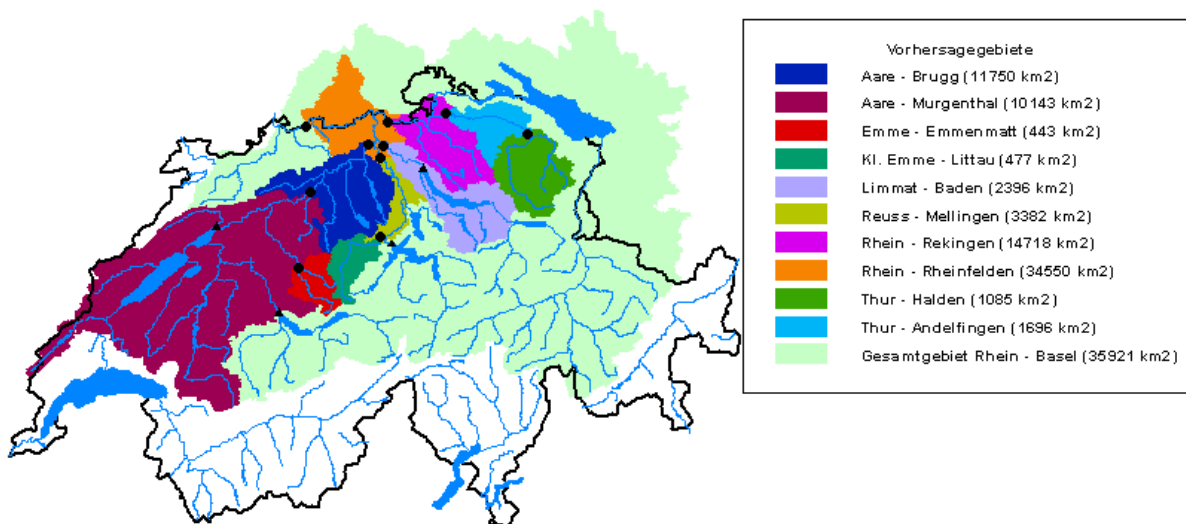 Vorhersagegebiete
Aare - Brugg (11750 km2)
Aare - Murgenthal (10143 km2)
Emme - Emmenmatt (443 km2)
Kl. Emme - Littau (477 km2)
Limmat - Baden (2396 km2)
Reuss - Mellingen (3382 km2)
Rhein - Rekingen (14718 km2)
Rhein - Rheinfelden (34550 km2)
Thur - Halden (1085 km2)
Thur - Andelfingen (1696 km2)
Gesamtgebiet Rhein - Basel (35921 km2)